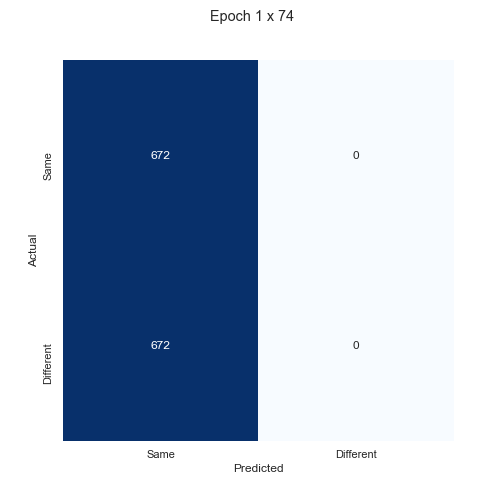 Epoch 1 x 74
Same
672
0
Actual
Different
672
0
Same
Different
Predicted